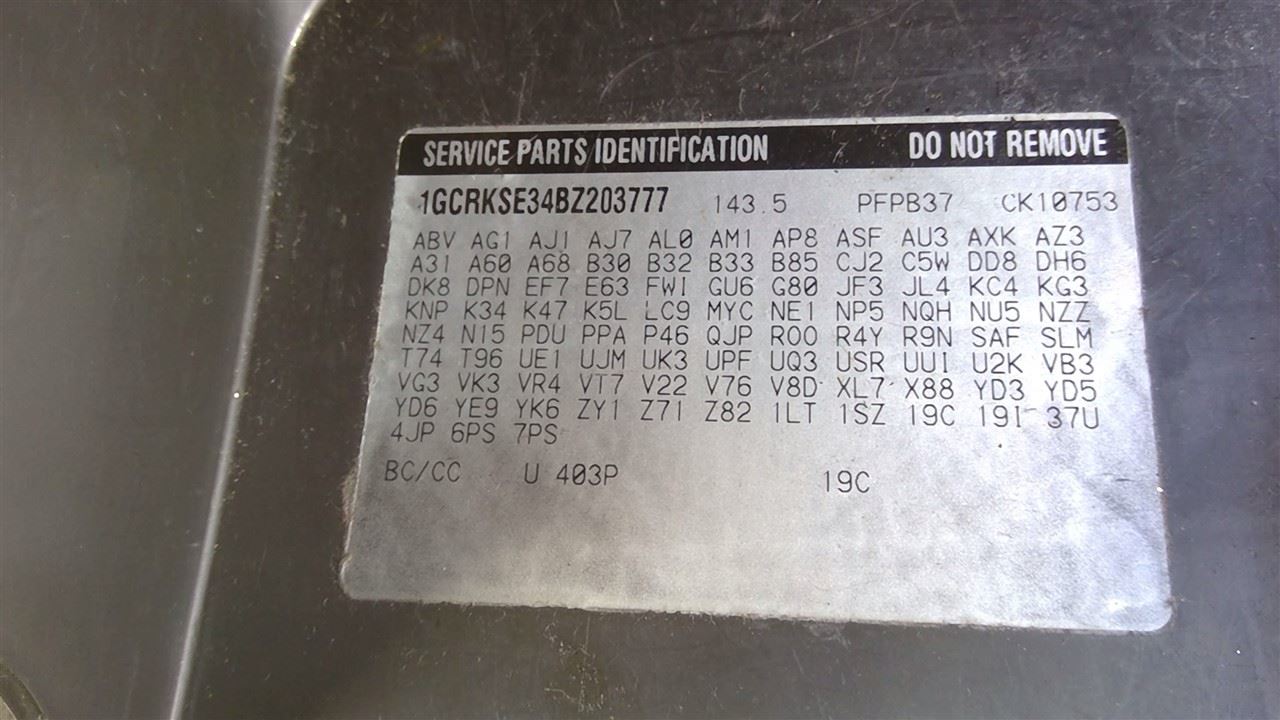 SERVICE PARTS IDENTIFICATION DO NOT REMOVE
1GCRKSE34BZ203777 143.5 PFPB37 CK10753
ABV AG1 AJ1 AJ7 AL0 AM1 AP8 ASF AU3 AXK AZ3
A31 A60 A68 B30 B32 B33 B85 CJ2 C5W DD8 DH6
DK8 DPN EF7 E63 FWI GU6 G80 JF3 JL4 KC4 KG3
KNP K34 K47 K5L LC9 MYC NE1 NP5 NQH NU5 NZZ
NZ4 N15 PDU PPA P46 QJP R00 R4Y R9N SAF SLM
T74 T96 UE1 UJM UK3 UPF UQ3 USR UUI U2K VB3
VG3 VK3 VR4 VT7 V22 V76 V8D XL7 X88 YD3 YD5
YD6 YE9 YK6 ZY1 Z71 Z82 1LT 1SZ 19C 19I 37U
4JP 6PS 7PS
BC/CC U 403P 19C